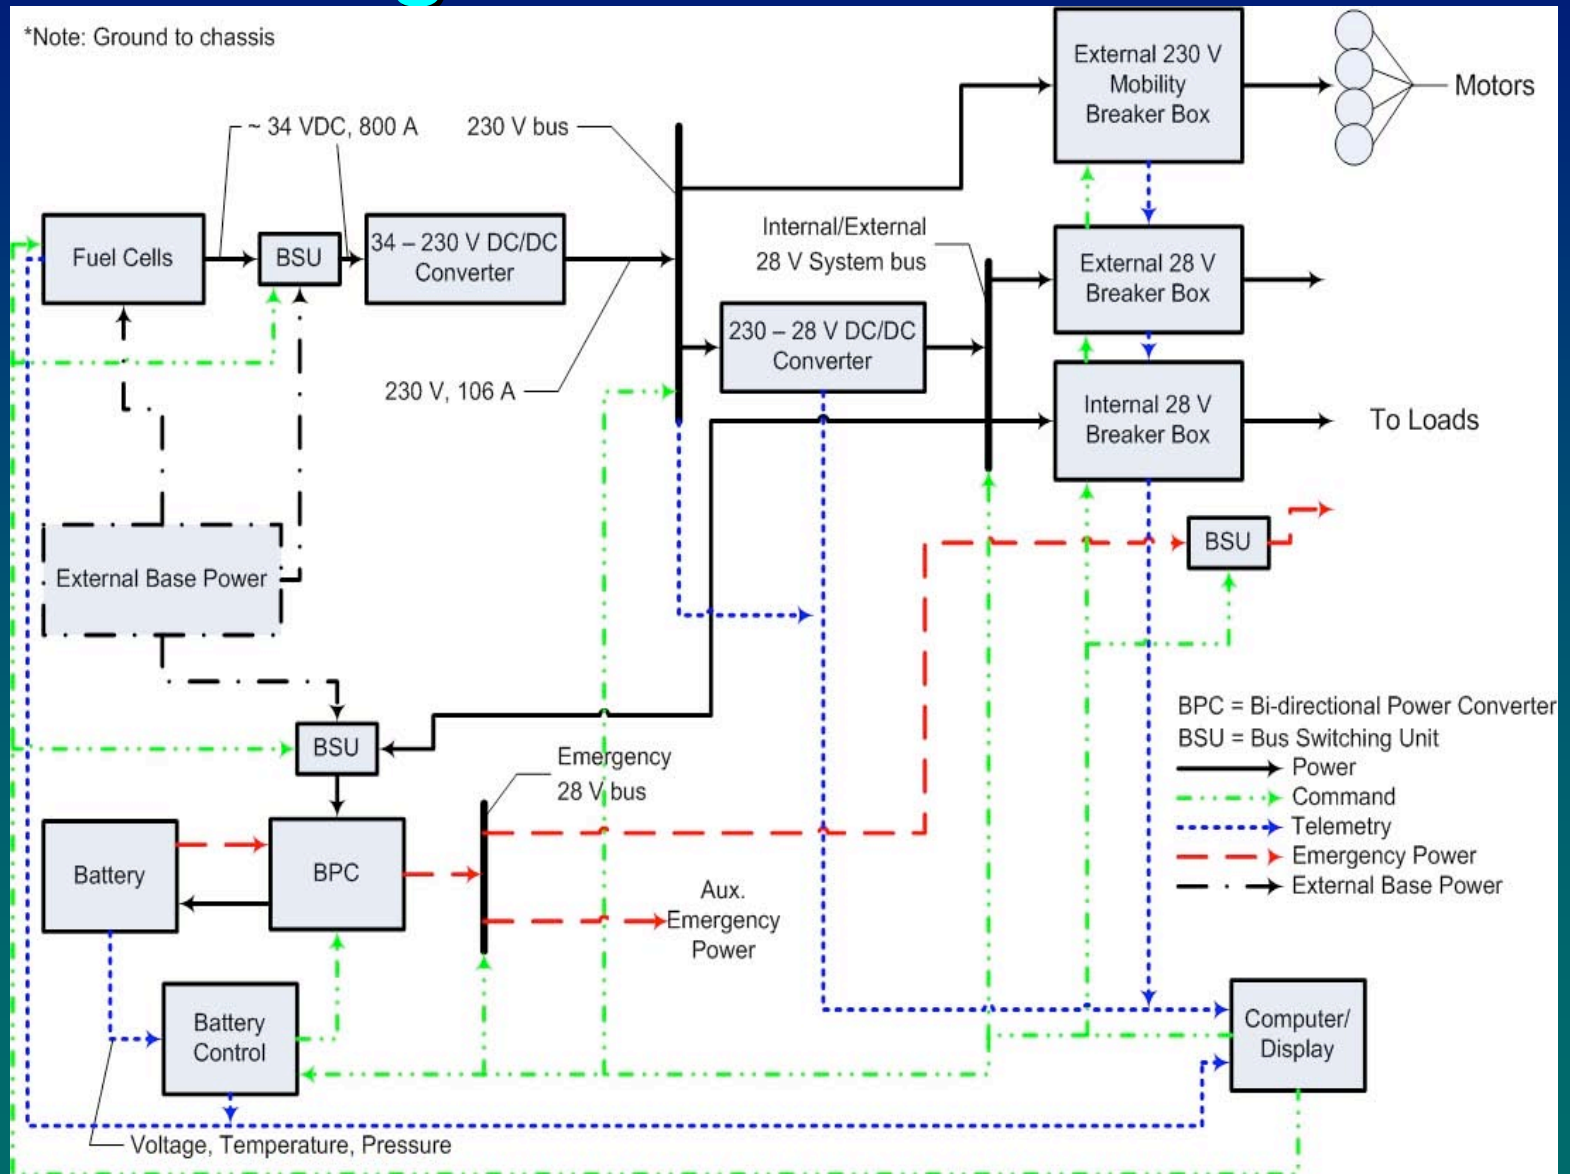 *Note: Ground to chassis
~ 34 VDC, 800 A
230 V bus
External 230 V
Mobility
Breaker Box
Motors
Fuel Cells
BSU
34 – 230 V DC/DC
Converter
Internal/External
28 V System bus
External 28 V
Breaker Box
230 – 28 V DC/DC
Converter
230 V, 106 A
Internal 28 V
Breaker Box
To Loads
External Base Power
BSU
BSU
Emergency
28 V bus
BPC = Bi-directional Power Converter
BSU = Bus Switching Unit
Power
Command
Telemetry
Emergency Power
External Base Power
Battery
BPC
Aux.
Emergency
Power
Battery
Control
Computer/
Display
Voltage, Temperature, Pressure